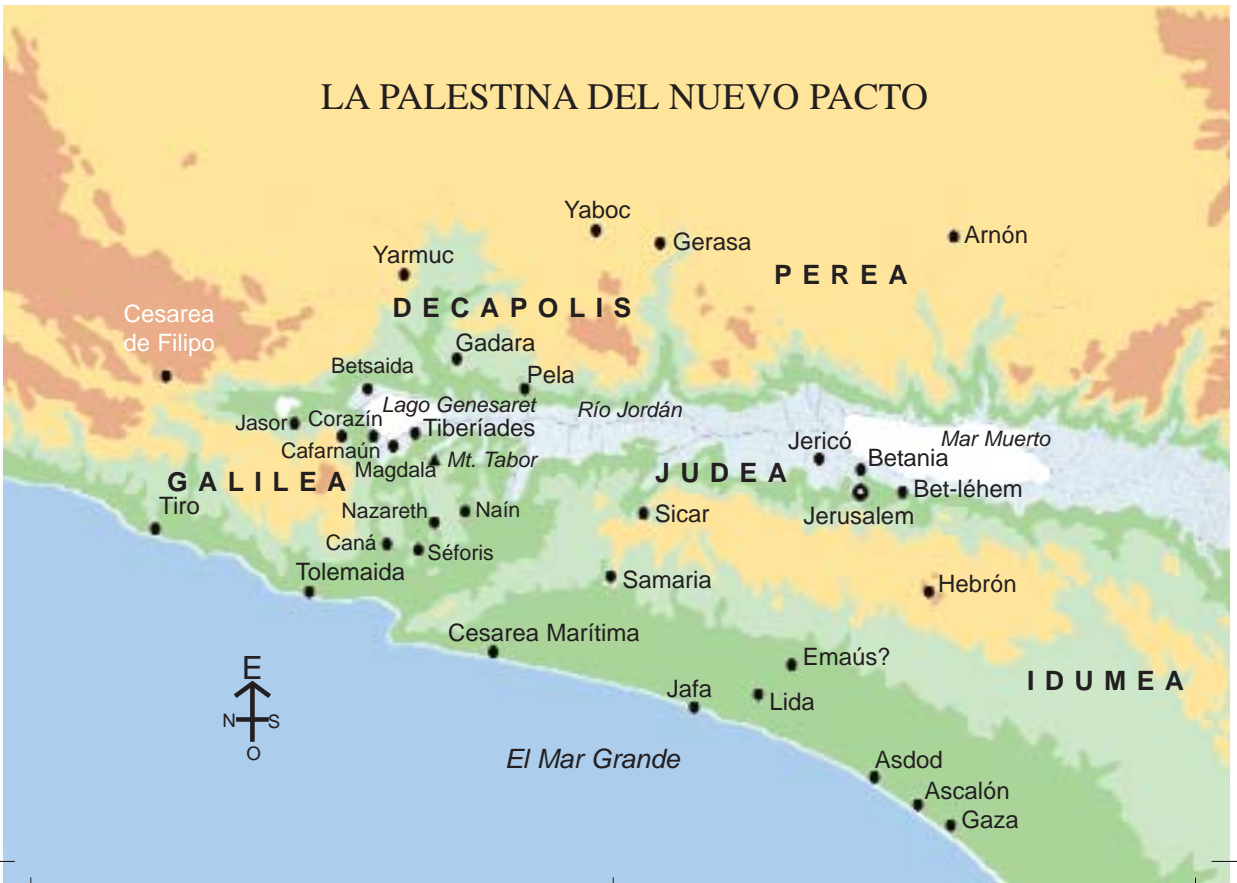 LA PALESTINA DEL NUEVO PACTO
Yaboc
Gerasa
Arnón
Yarmuc
PEREA
DECAPOLIS
Cesarea
de Filipo
Gadara
Betsaida
Pela
Lago Genesaret
Río Jordán
Jasor
Corazín
Tiberíades
Cafarnaún
Magdala
Mt. Tabor
Jericó
Mar Muerto
Betania
GALILEA
JUDEA
Bet-léhem
Tiro
Nazareth
Naín
Sicar
Jerusalem
Caná
Séforis
Tolemaida
Samaria
Hebrón
Cesarea Marítima
Emaús?
IDUMEA
Jafa
Lida
E
N
S
O
El Mar Grande
Asdod
Ascalón
Gaza